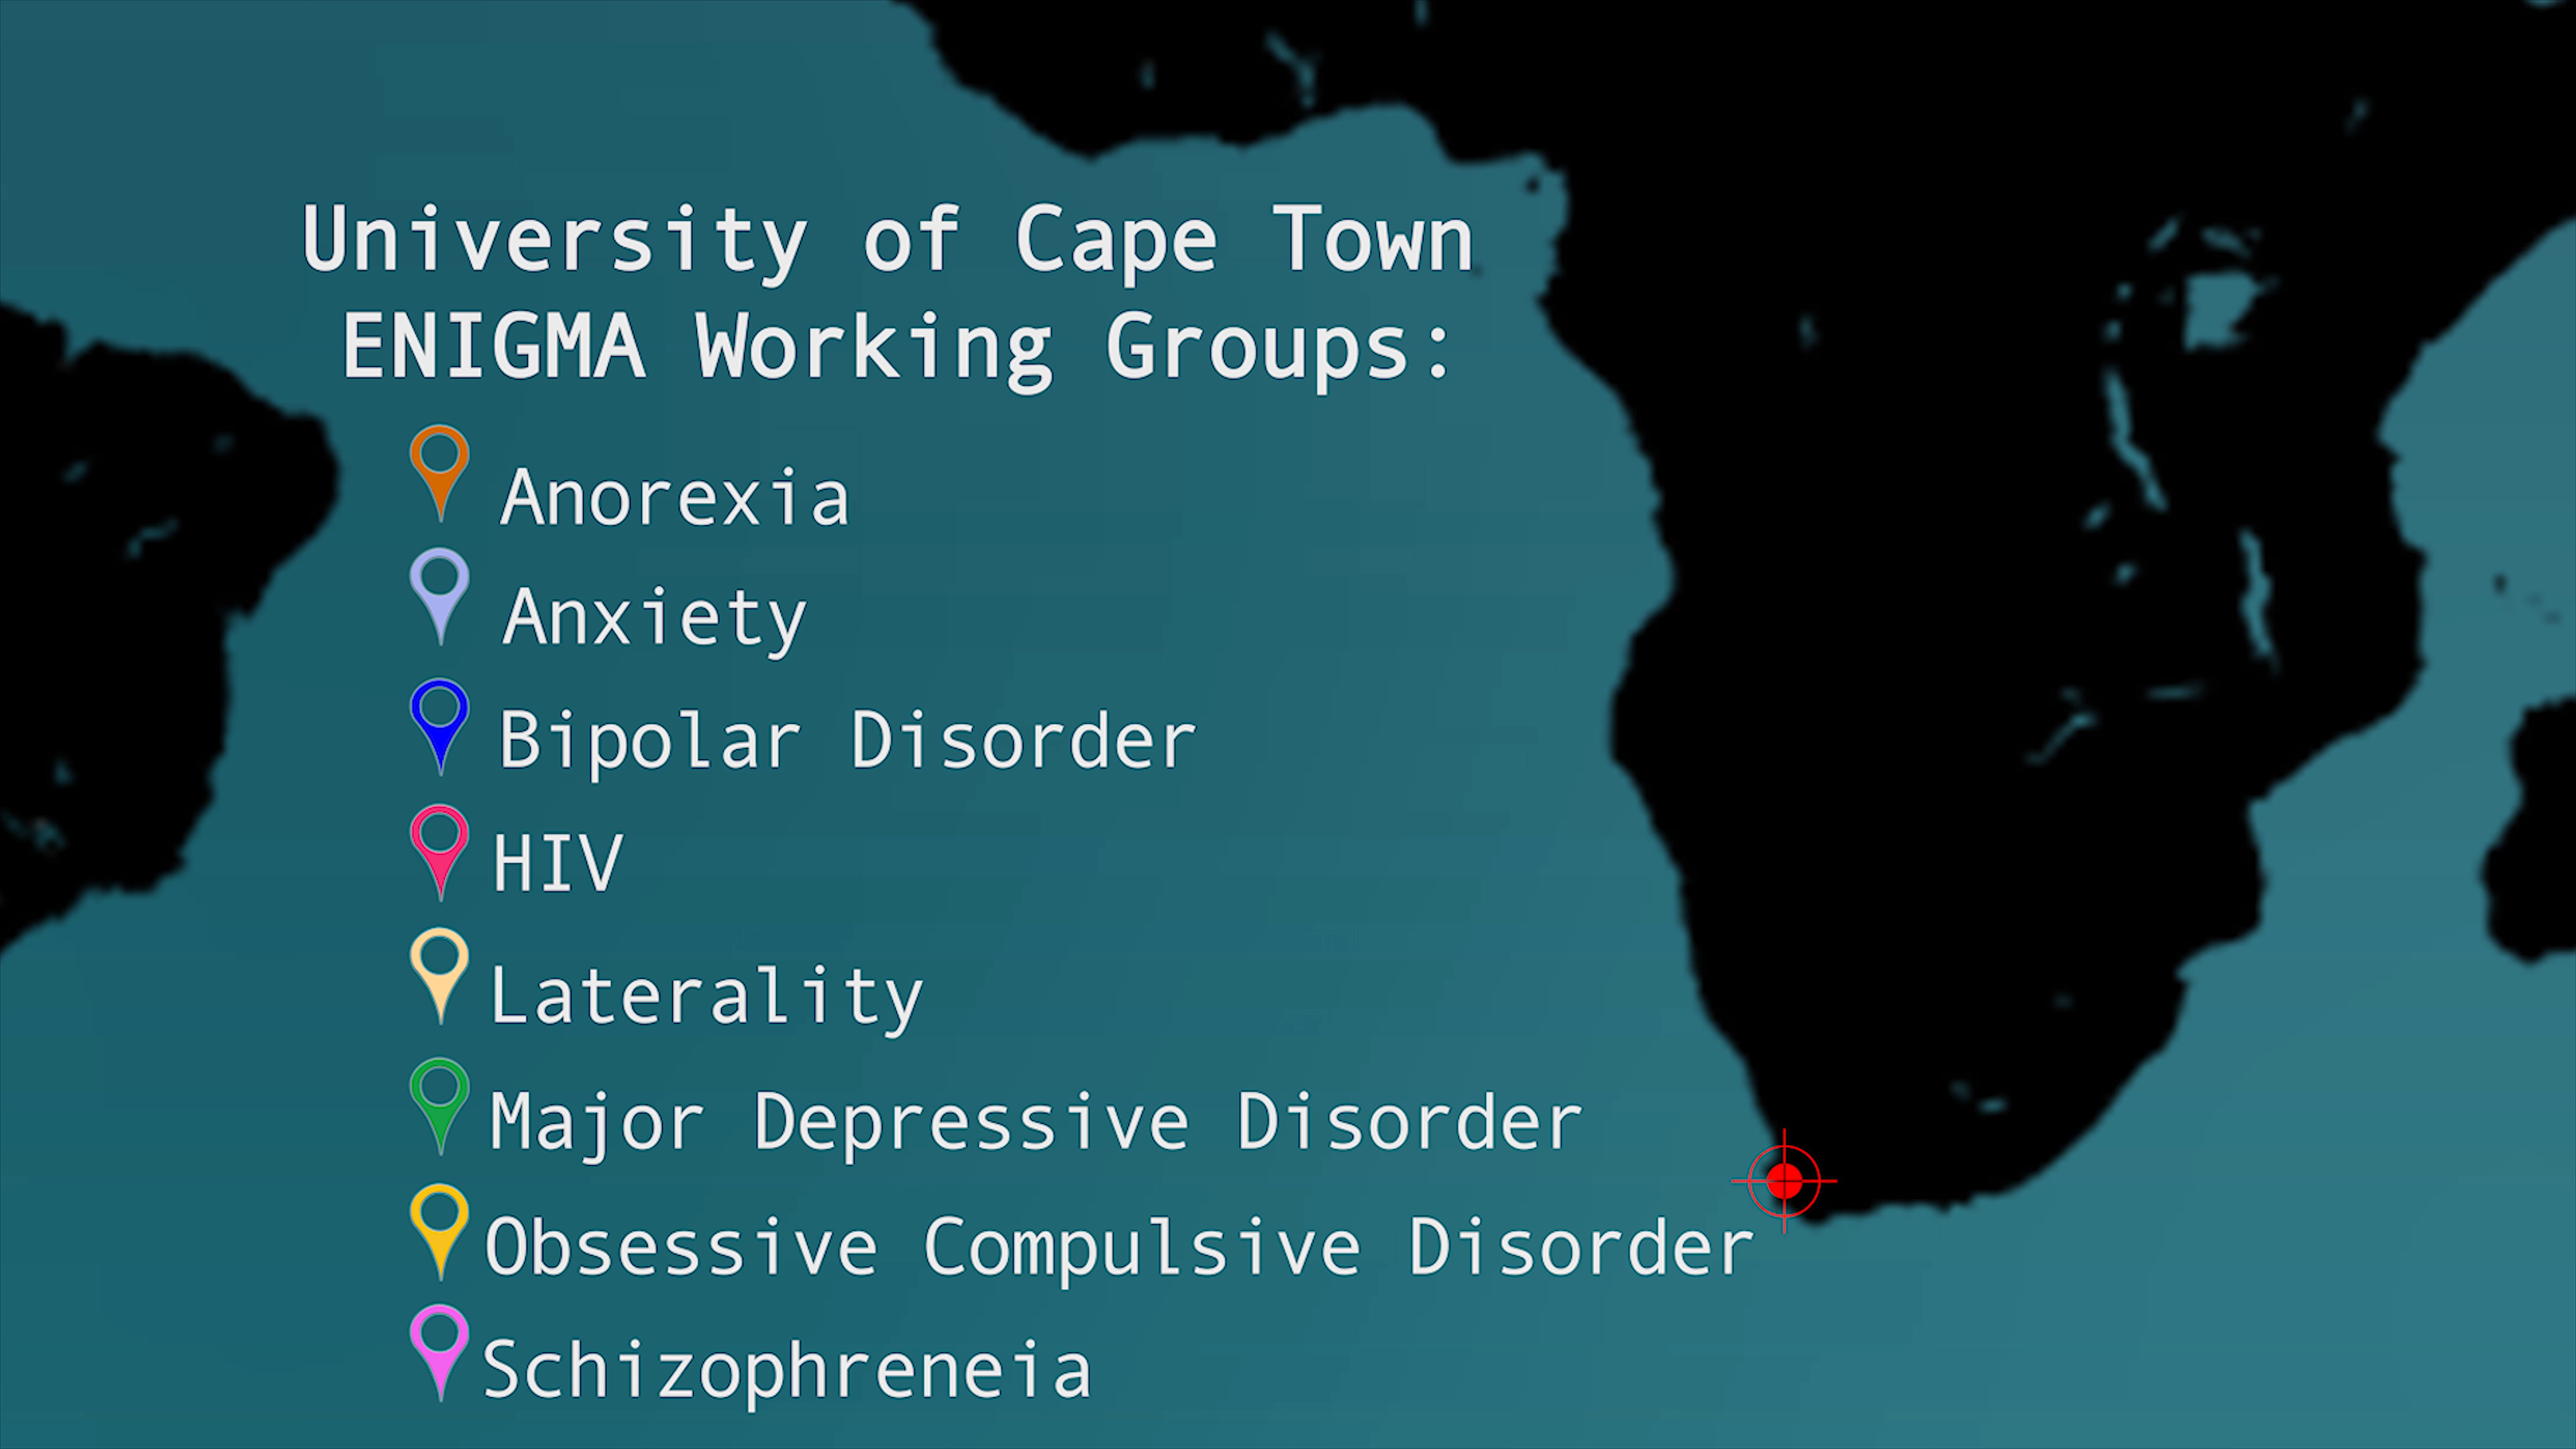 University of Cape Town
ENIGMA Working Groups:
Anorexia
Anxiety
Bipolar Disorder
HIV
Laterality
Major Depressive Disorder
Obsessive Compulsive Disorder
Schizophreneia